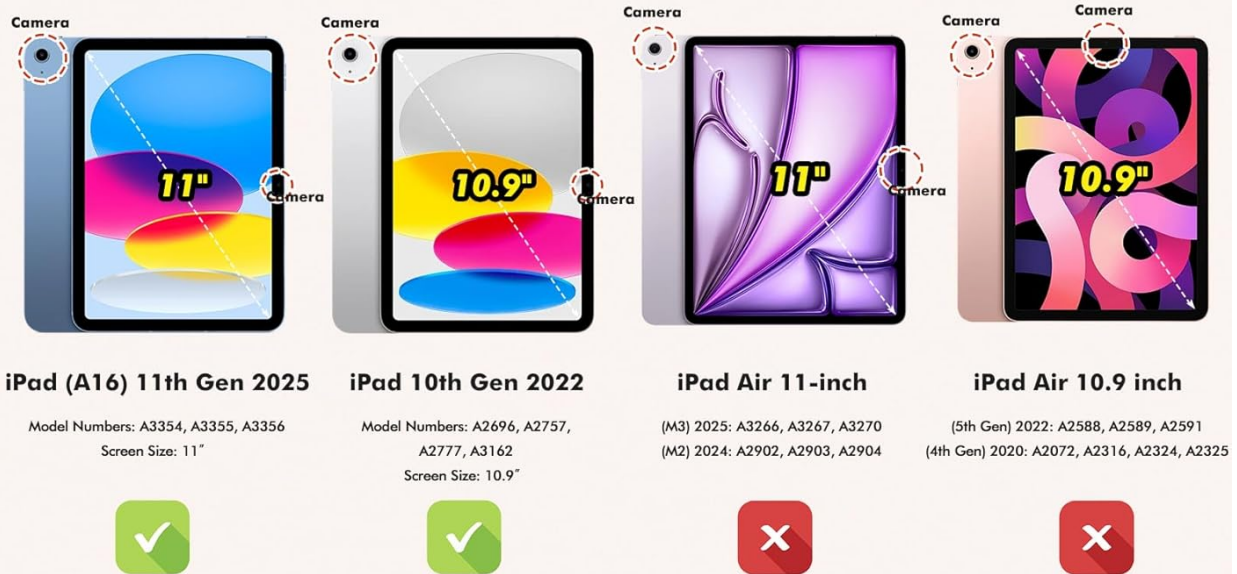 Camera
11"
Camera
iPad (A16) 11th Gen 2025
Model Numbers: A3354, A3355, A3356
Screen Size: 11″
Camera
10.9"
Camera
iPad 10th Gen 2022
Model Numbers: A2696, A2757,
A2777, A3162
Screen Size: 10.9″
Camera
11"
Camera
iPad Air 11-inch
(M3) 2025: A3266, A3267, A3270
(M2) 2024: A2902, A2903, A2904
Camera
Camera
10.9"
iPad Air 10.9 inch
(5th Gen) 2022: A2588, A2589, A2591
(4th Gen) 2020: A2072, A2316, A2324, A2325